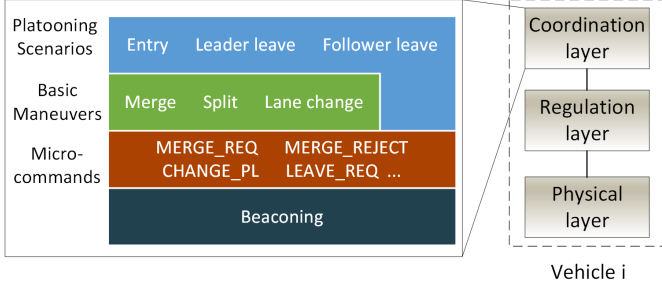 Platooning
Scenarios
Entry Leader leave Follower leave
Basic
Maneuvers
Merge Split Lane change
Micro-
commands
MERGE_REQ MERGE_REJECT
CHANGE_PL LEAVE_REQ ...
Beaconing
Coordination
layer
Regulation
layer
Physical
layer
Vehicle i